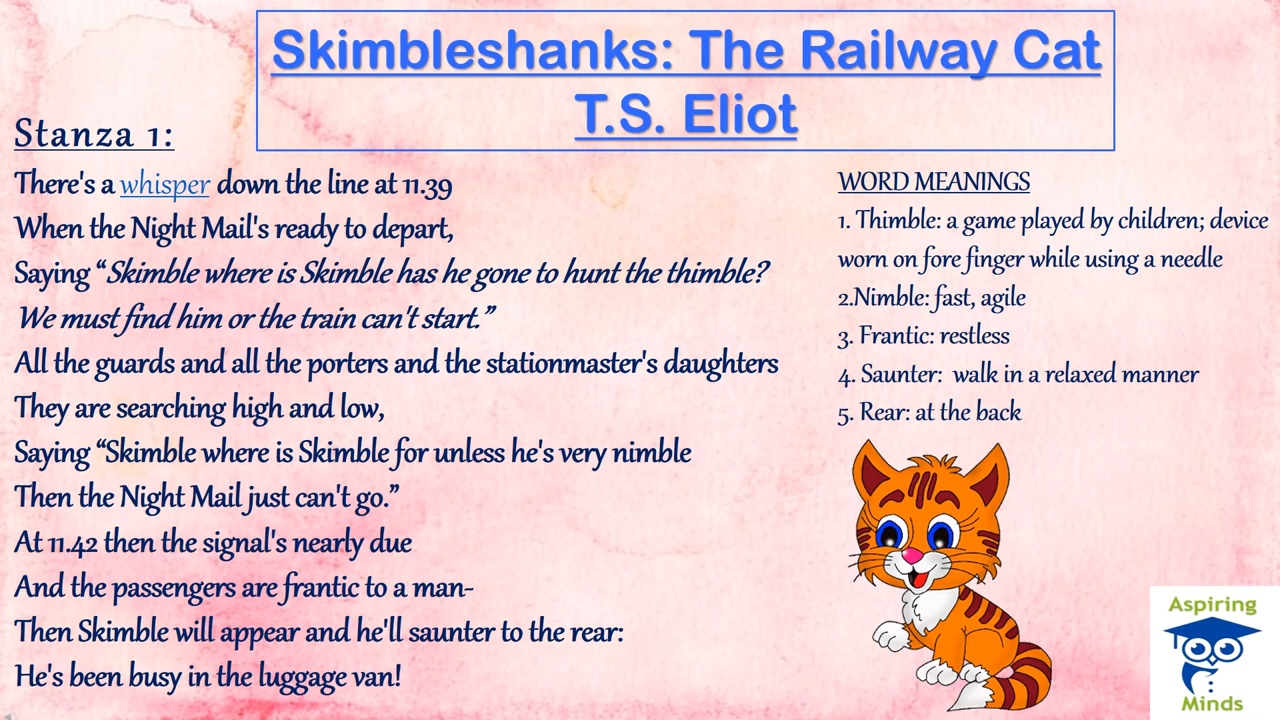 Skimbleshanks: The Railway Cat
T.S. Eliot
Stanza 1:
There's a whisper down the line at 11.39
When the Night Mail's ready to depart,
Saying “Skimble where is Skimble has he gone to hunt the thimble?
We must find him or the train can't start.”
All the guards and all the porters and the stationmaster's daughters
They are searching high and low,
Saying “Skimble where is Skimble for unless he's very nimble
Then the Night Mail just can't go.”
At 11.42 then the signal's nearly due
And the passengers are frantic to a man-
Then Skimble will appear and he'll saunter to the rear:
He's been busy in the luggage van!
WORD MEANINGS
1. Thimble: a game played by children; device
worn on fore finger while using a needle
2.Nimble: fast, agile
3. Frantic: restless
4. Saunter: walk in a relaxed manner
5. Rear: at the back
Aspiring
Minds